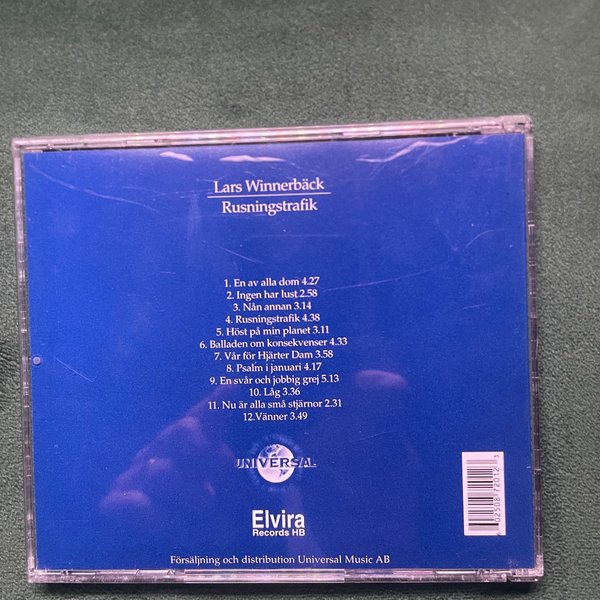 Lars Winnerbäck
Rusningstrafik
1. En av alla dom 4.27
2. Ingen har lust 2.58
3. Nån annan 3.14
4. Rusningstrafik 4.38
5. Höst på min planet 3.11
6. Balladen om konsekvenser 4.33
7. Vår för Hjärter Dam 3.58
8. Psalm i januari 4.17
9. En svår och jobbig grej 5.13
10. Låg 3.36
11. Nu är alla små stjärnor 2.31
12.Vänner 3.49
UNIVERSAL
Elvira
Records HB
Försäljning och distribution Universal Music AB
6 02508 72012 3